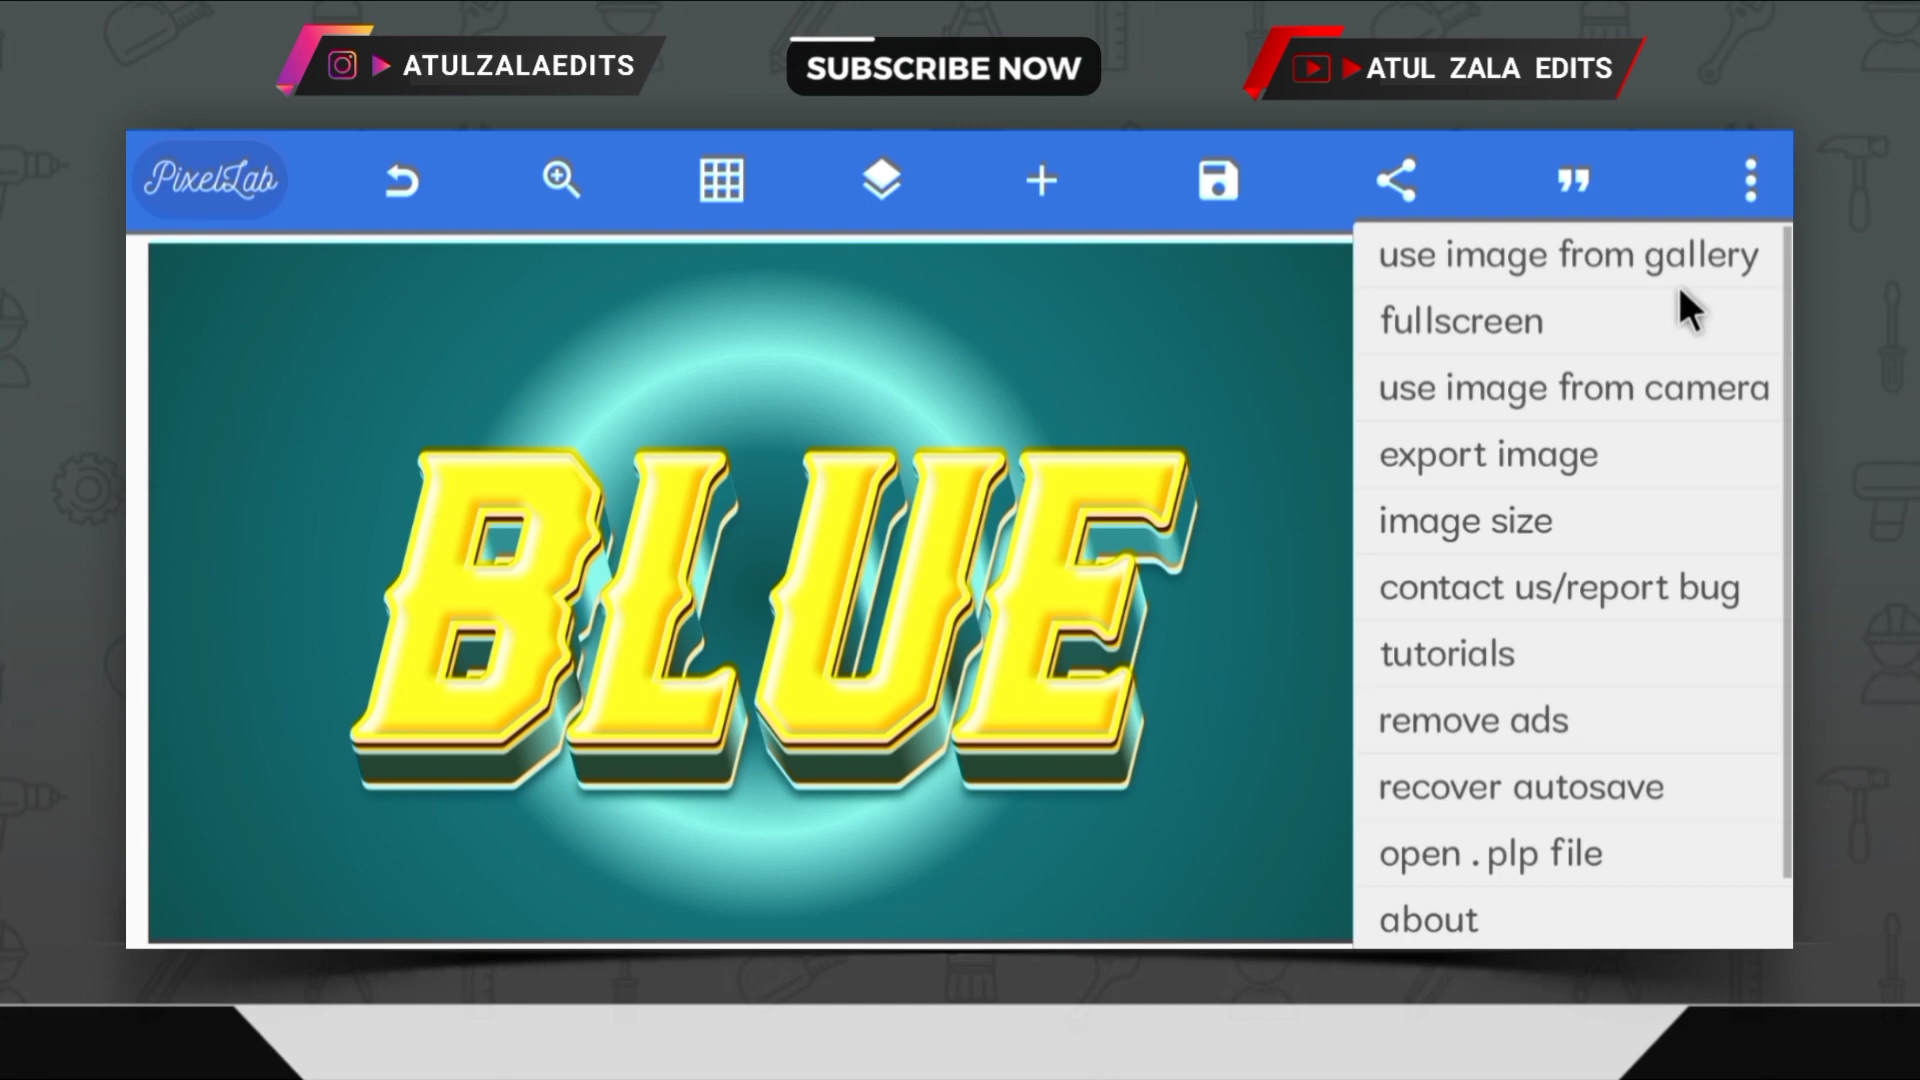 ATULZALAEDITS
SUBSCRIBE NOW
ATUL ZALA EDITS
PixelLab
use image from gallery
fullscreen
use image from camera
export image
image size
contact us/report bug
tutorials
remove ads
recover autosave
open .plp file
about
BLUE